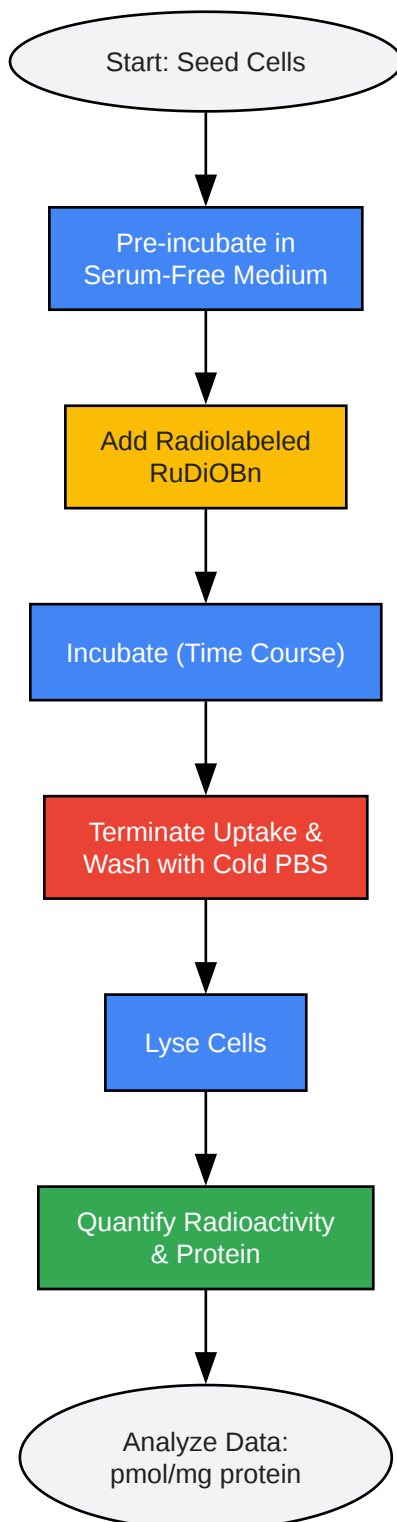 Start: Seed Cells
Pre-incubate in
Serum-Free Medium
Add Radiolabeled
RuDiOBn
Incubate (Time Course)
Terminate Uptake &
Wash with Cold PBS
Lyse Cells
Quantify Radioactivity
& Protein
Analyze Data:
pmol/mg protein